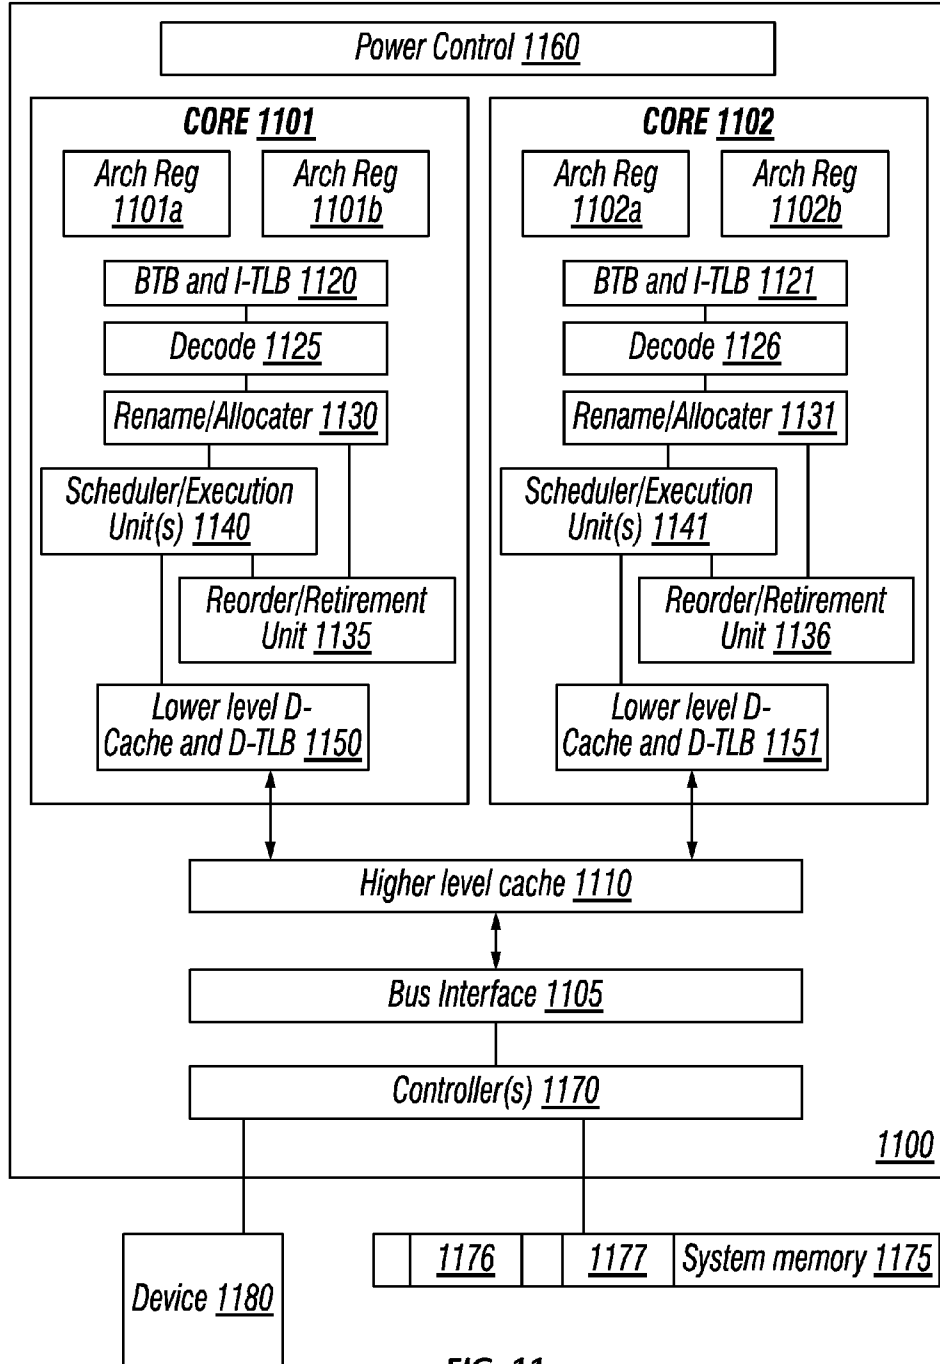 Power Control 1160
CORE 1101
Arch Reg
1101a
Arch Reg
1101b
BTB and I-TLB 1120
Decode 1125
Rename/Allocater 1130
Scheduler/Execution
Unit(s) 1140
Reorder/Retirement
Unit 1135
Lower level D-
Cache and D-TLB 1150
CORE 1102
Arch Reg
1102a
Arch Reg
1102b
BTB and I-TLB 1121
Decode 1126
Rename/Allocater 1131
Scheduler/Execution
Unit(s) 1141
Reorder/Retirement
Unit 1136
Lower level D-
Cache and D-TLB 1151
Higher level cache 1110
Bus Interface 1105
Controller(s) 1170
1100
Device 1180
1176
1177
System memory 1175
FIG. 11